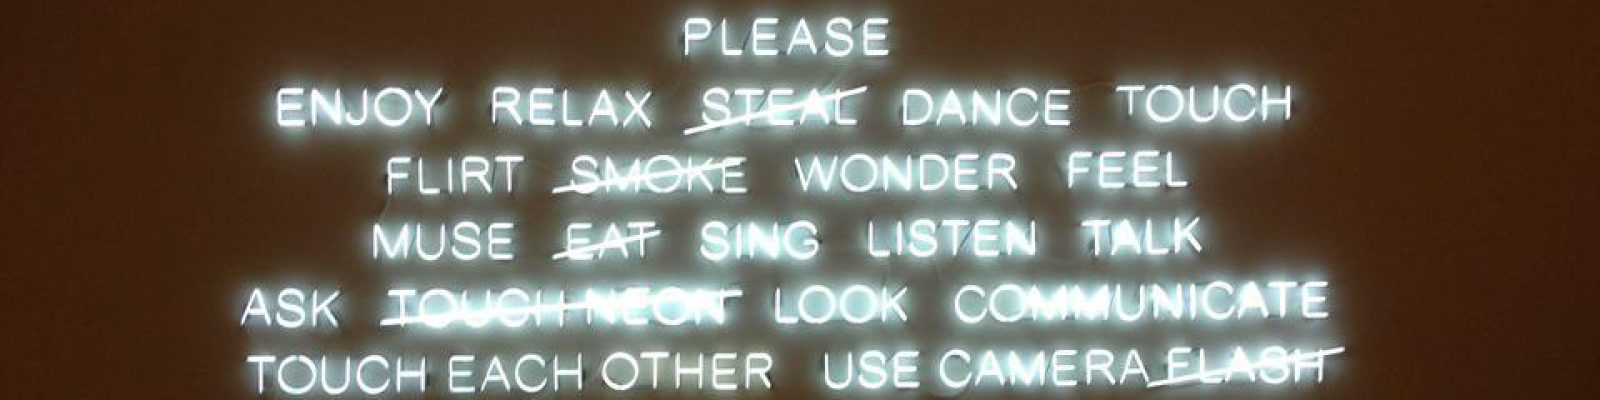 PLEASE
ENJOY RELAX STEAL DANCE TOUCH
FLIRT SMOKE WONDER FEEL
MUSE EAT SING LISTEN TALK
ASK TOUCH NEON LOOK COMMUNICATE
TOUCH EACH OTHER USE CAMERA FLASH